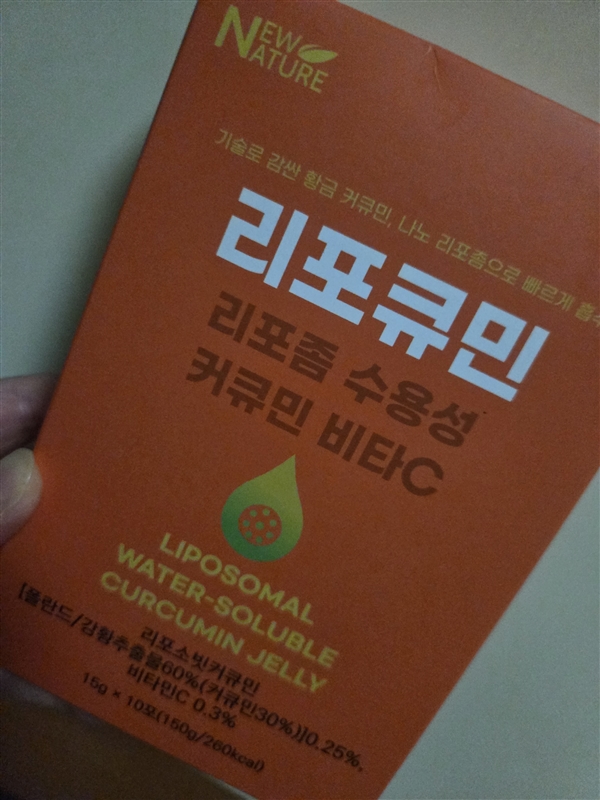 NEW
NATURE
기술로 감싼 황금 커큐민, 나노 리포좀으로 빠르게 흡수
리포큐민
리포좀 수용성
커큐민 비타C
LIPOSOMAL
WATER-SOLUBLE
CURCUMIN JELLY
리포소빗커큐민
[폴란드/강황추출물60%(커큐민30%)]0.25%,
비타민C 0.3%
15g × 10포(150g/260kcal)